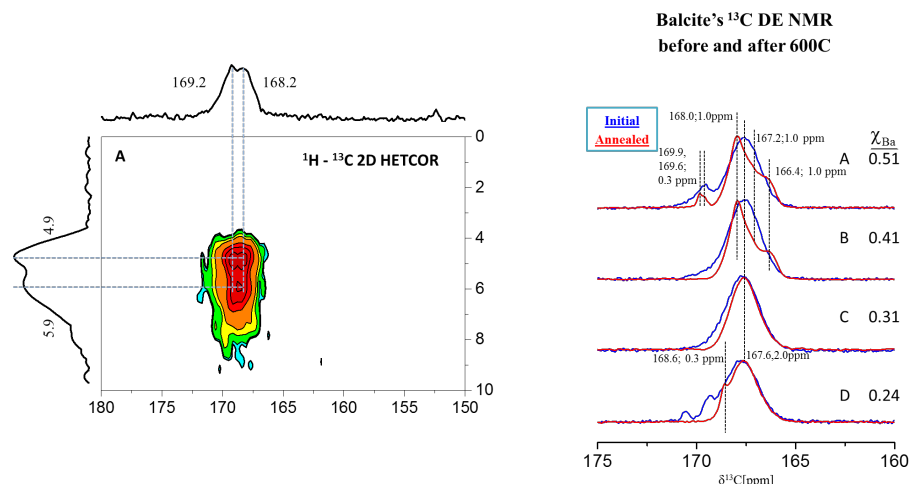 169.2
168.2
A
¹H - ¹³C 2D HETCOR
4.9
5.9
0
2
4
6
8
10
180
175
170
165
160
155
150
Balcite's ¹³C DE NMR
before and after 600C
Initial
Annealed
168.0;1.0ppm
169.9,
169.6;
0.3 ppm
167.2;1.0 ppm
166.4; 1.0 ppm
χBa
A 0.51
B 0.41
C 0.31
168.6; 0.3 ppm
167.6,2.0ppm
D 0.24
175
170
165
160
δ¹³C[ppm]